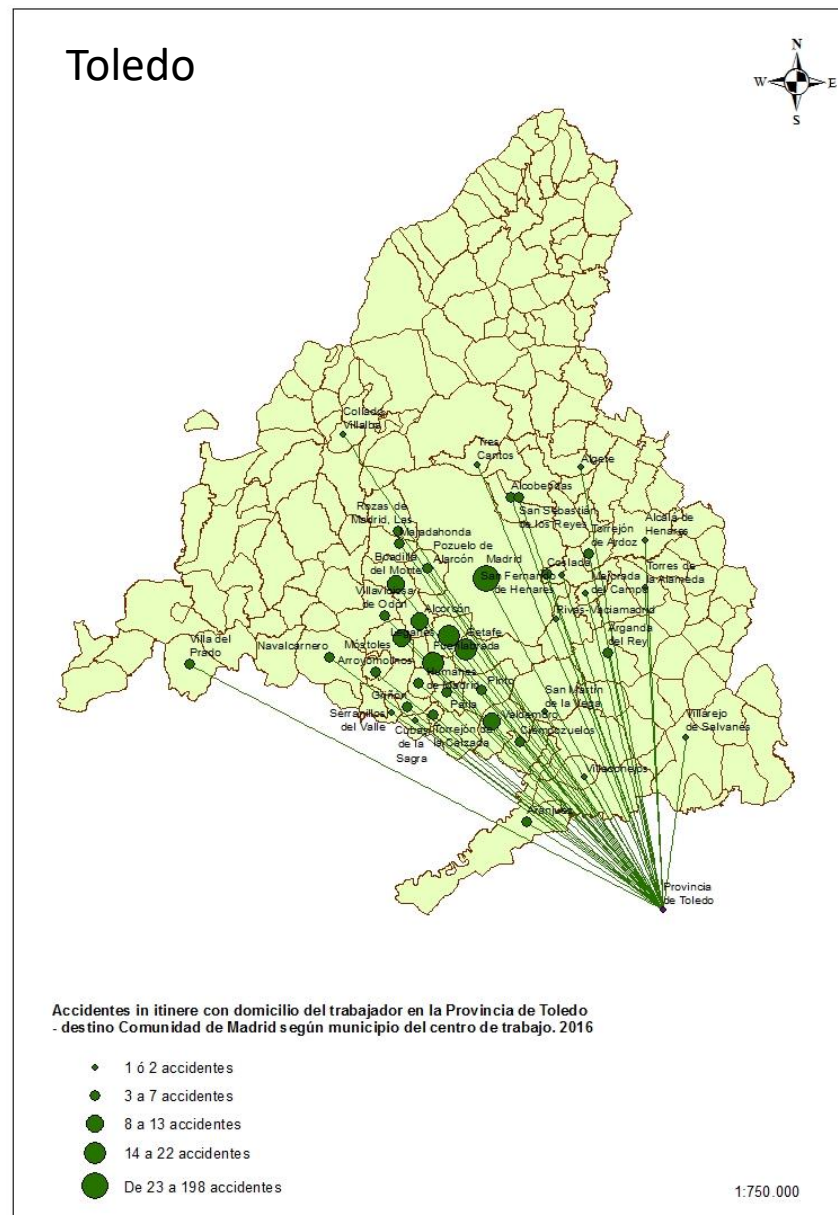 Toledo
N
W E
S
Collado
Villalba
Tres
Cantos
Algete
Alcobendas
San Sebastián
de los Reyes
Alcalá de
Henares
Rozas de
Madrid, Las
Majadahonda
Torrejón
de Ardoz
Pozuelo de
Alarcón
Boadilla
del Monte
Madrid
Coslada
San Fernando
de Henares
Mejorada
del Campo
Torres de
la Alameda
Villaviciosa
de Odón
Alcorcón
Rivas-Vaciamadrid
Arganda
del Rey
Villa del
Prado
Navalcarnero
Móstoles
Leganés
Getafe
Fuenlabrada
Arroyomolinos
Humanes
de Madrid
Pinto
Griñón
Parla
San Martín
de la Vega
Serranillos
del Valle
Cubas
de la
Sagra
Torrejón de
la Calzada
Valdemoro
Ciempozuelos
Villarejo
de Salvanés
Villaconejos
Aranjuez
Provincia
de Toledo
Accidentes in itinere con domicilio del trabajador en la Provincia de Toledo
- destino Comunidad de Madrid según municipio del centro de trabajo. 2016
1 ó 2 accidentes
3 a 7 accidentes
8 a 13 accidentes
14 a 22 accidentes
De 23 a 198 accidentes
1:750.000